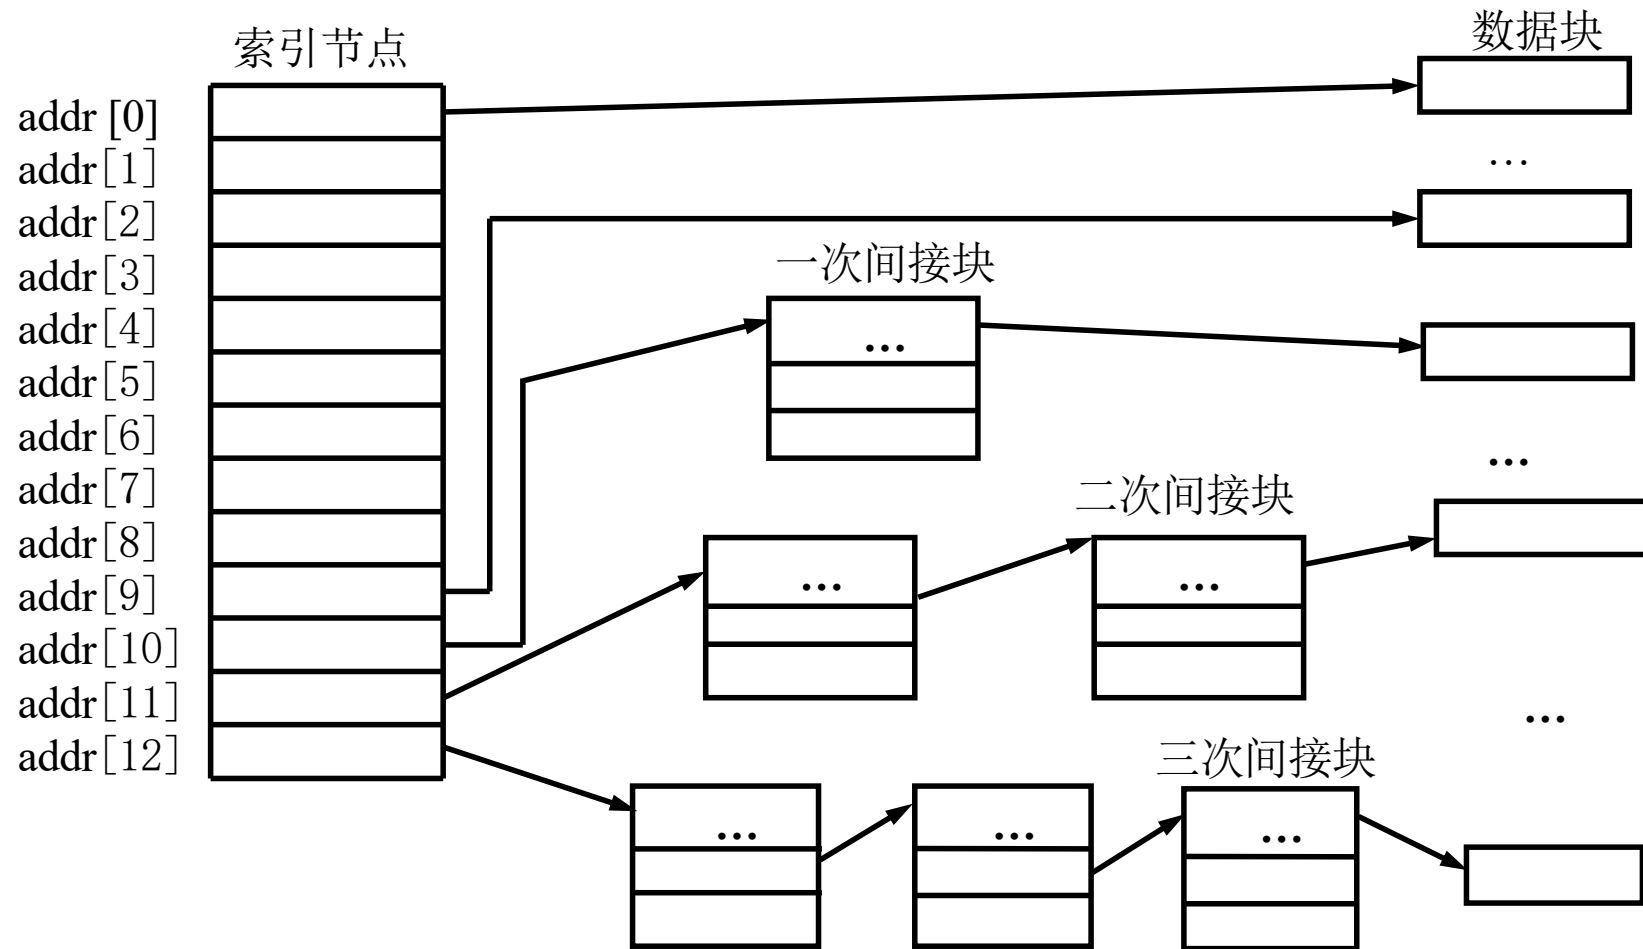 索引节点
数据块
addr [0]
addr[1]
…
addr[2]
一次间接块
addr[3]
addr[4]
…
addr[5]
addr[6]
…
addr[7]
二次间接块
addr[8]
… …
addr[9]
addr[10]
addr[11]
…
addr[12]
三次间接块
… … …